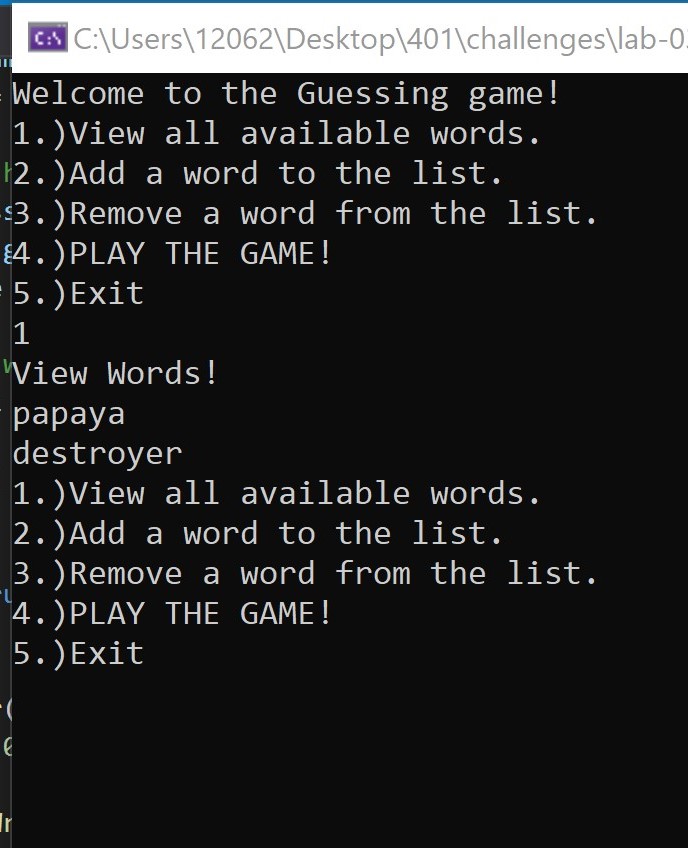 C:\Users\12062\Desktop\401\challenges\lab-03
Welcome to the Guessing game!
1.)View all available words.
2.)Add a word to the list.
3.)Remove a word from the list.
4.)PLAY THE GAME!
5.)Exit
1
View Words!
papaya
destroyer
1.)View all available words.
2.)Add a word to the list.
3.)Remove a word from the list.
4.)PLAY THE GAME!
5.)Exit